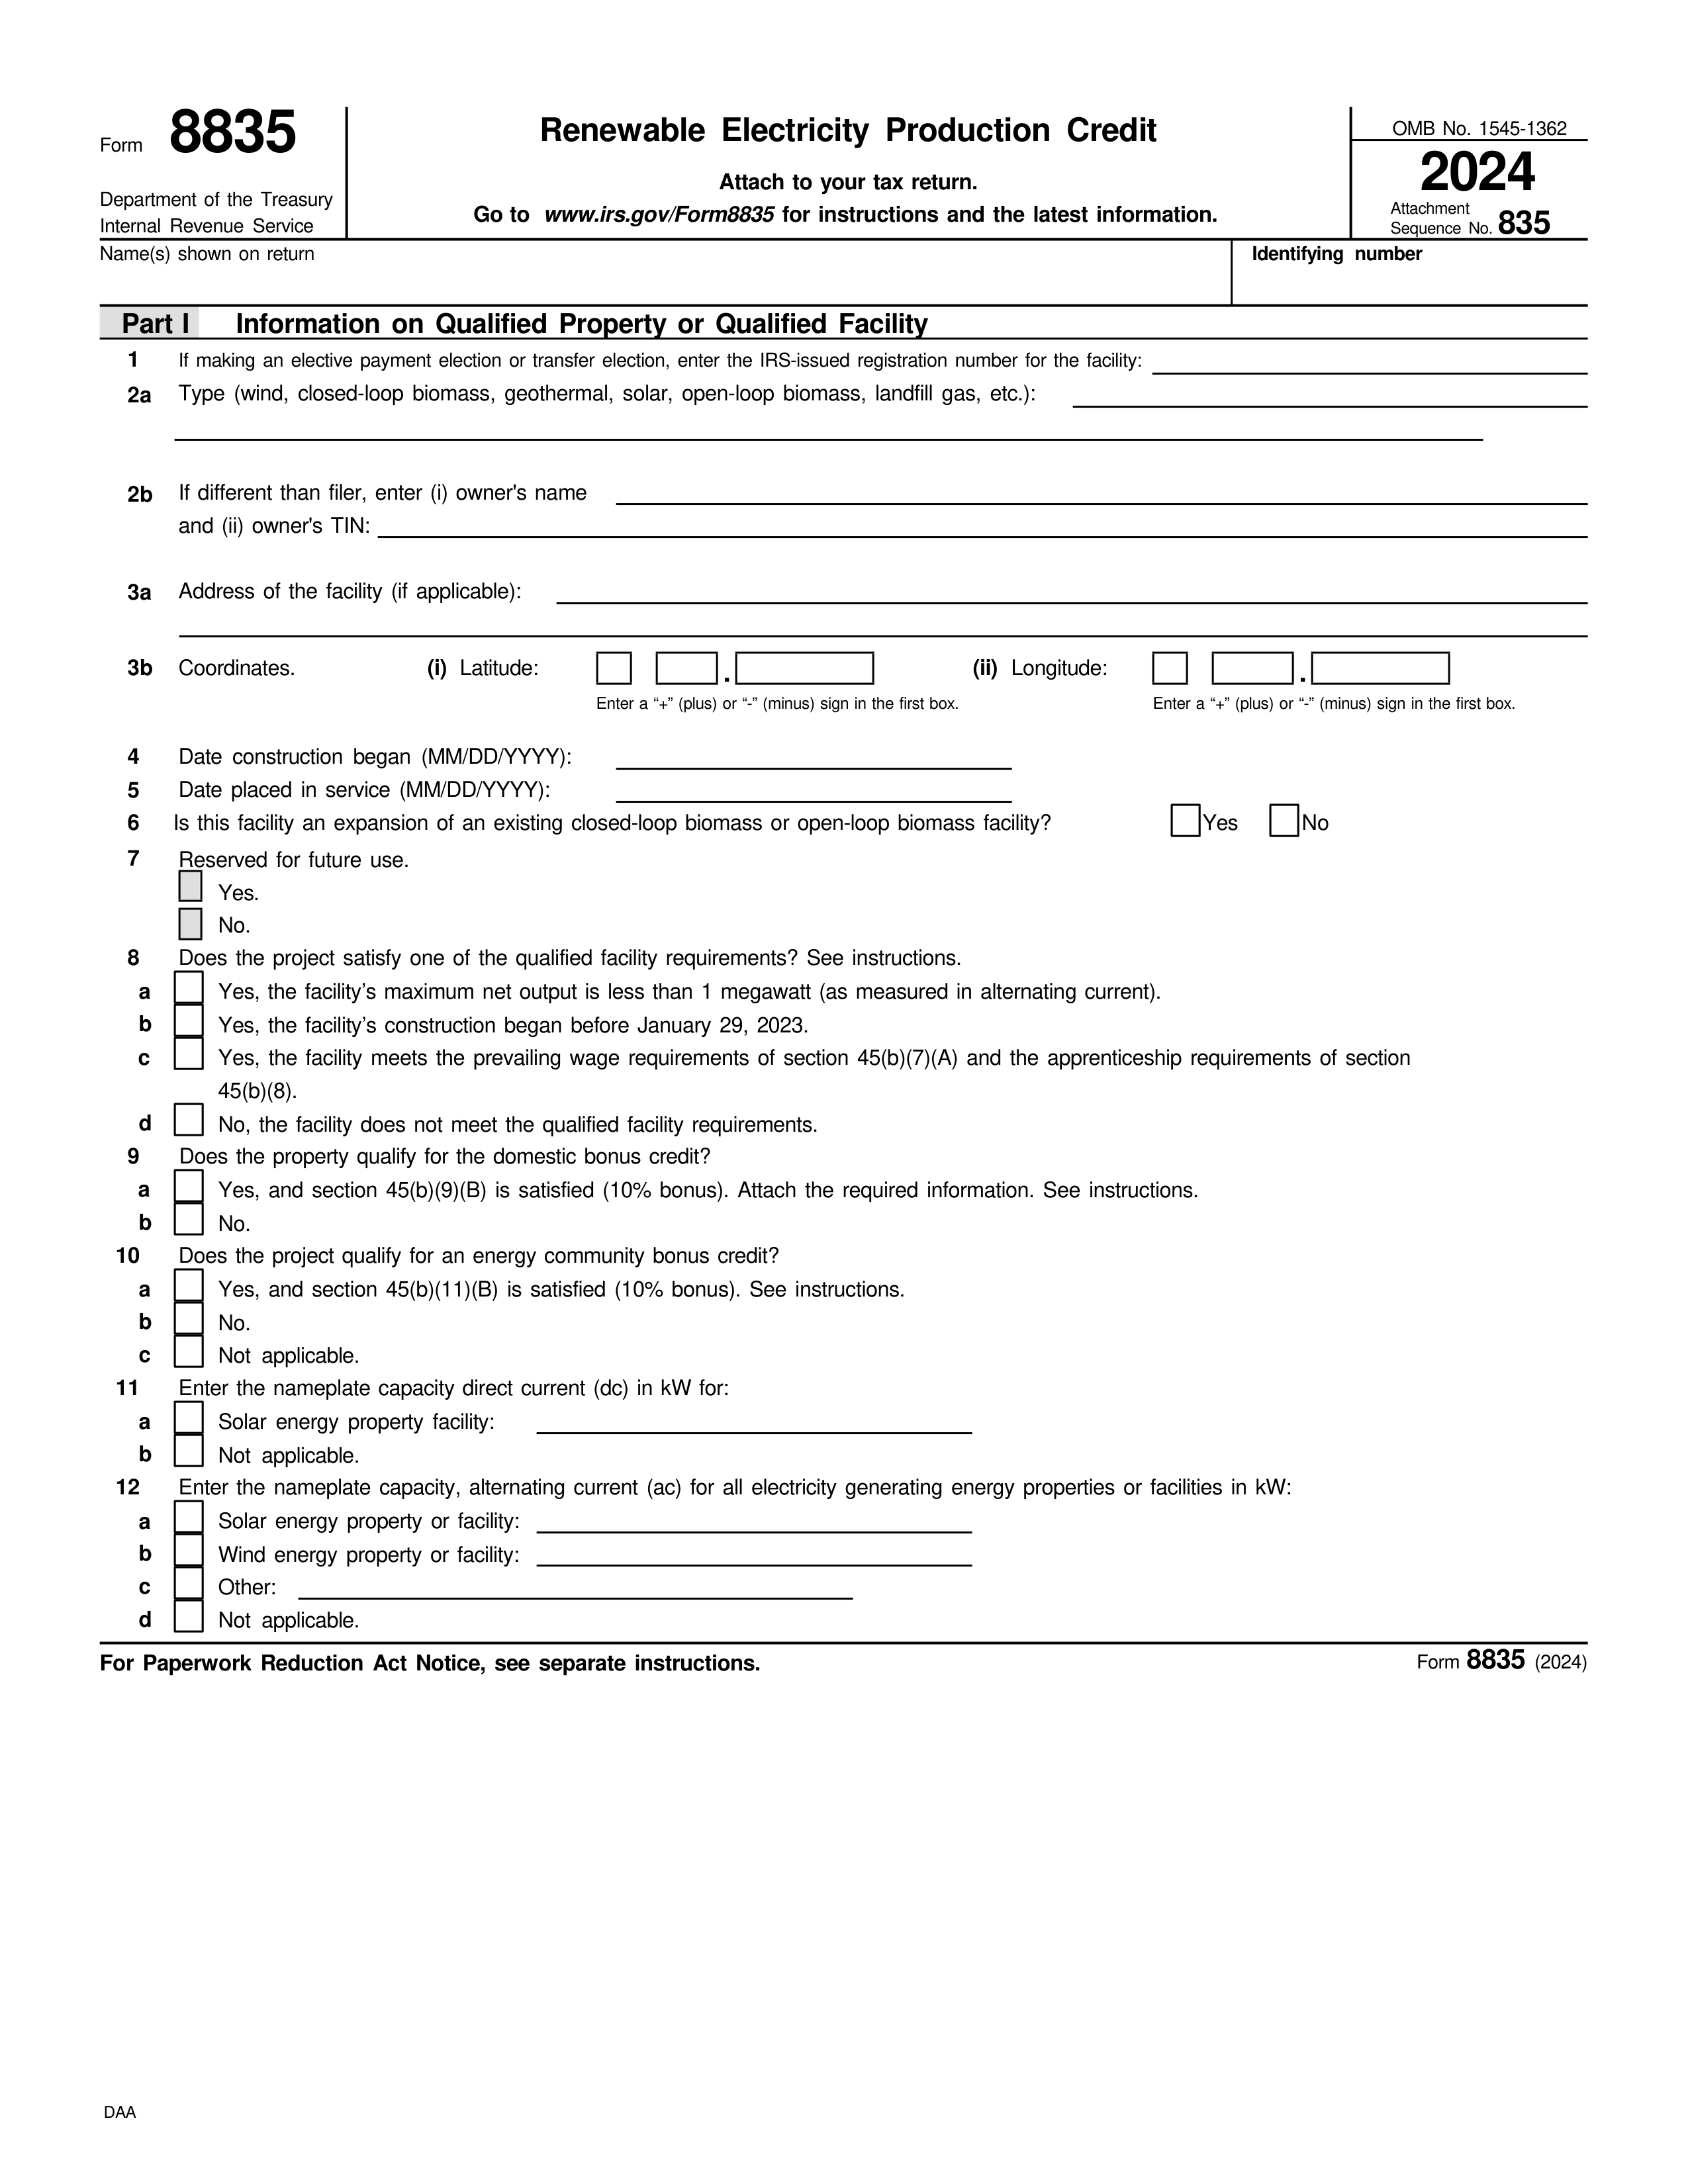 Form 8835
Department of the Treasury
Internal Revenue Service
Renewable Electricity Production Credit
Attach to your tax return.
Go to www.irs.gov/Form8835 for instructions and the latest information.
OMB No. 1545-1362
2024
Attachment
Sequence No. 835
Name(s) shown on return
Identifying number
Part I Information on Qualified Property or Qualified Facility
1 If making an elective payment election or transfer election, enter the IRS-issued registration number for the facility:
2a Type (wind, closed-loop biomass, geothermal, solar, open-loop biomass, landfill gas, etc.):
2b If different than filer, enter (i) owner's name
and (ii) owner's TIN:
3a Address of the facility (if applicable):
3b Coordinates. (i) Latitude: . (ii) Longitude: .
Enter a “+” (plus) or “-” (minus) sign in the first box. Enter a “+” (plus) or “-” (minus) sign in the first box.
4 Date construction began (MM/DD/YYYY):
5 Date placed in service (MM/DD/YYYY):
6 Is this facility an expansion of an existing closed-loop biomass or open-loop biomass facility? Yes No
7 Reserved for future use.
Yes.
No.
8 Does the project satisfy one of the qualified facility requirements? See instructions.
a Yes, the facility’s maximum net output is less than 1 megawatt (as measured in alternating current).
b Yes, the facility’s construction began before January 29, 2023.
c Yes, the facility meets the prevailing wage requirements of section 45(b)(7)(A) and the apprenticeship requirements of section
45(b)(8).
d No, the facility does not meet the qualified facility requirements.
9 Does the property qualify for the domestic bonus credit?
a Yes, and section 45(b)(9)(B) is satisfied (10% bonus). Attach the required information. See instructions.
b No.
10 Does the project qualify for an energy community bonus credit?
a Yes, and section 45(b)(11)(B) is satisfied (10% bonus). See instructions.
b No.
c Not applicable.
11 Enter the nameplate capacity direct current (dc) in kW for:
a Solar energy property facility:
b Not applicable.
12 Enter the nameplate capacity, alternating current (ac) for all electricity generating energy properties or facilities in kW:
a Solar energy property or facility:
b Wind energy property or facility:
c Other:
d Not applicable.
For Paperwork Reduction Act Notice, see separate instructions.
Form 8835 (2024)
DAA